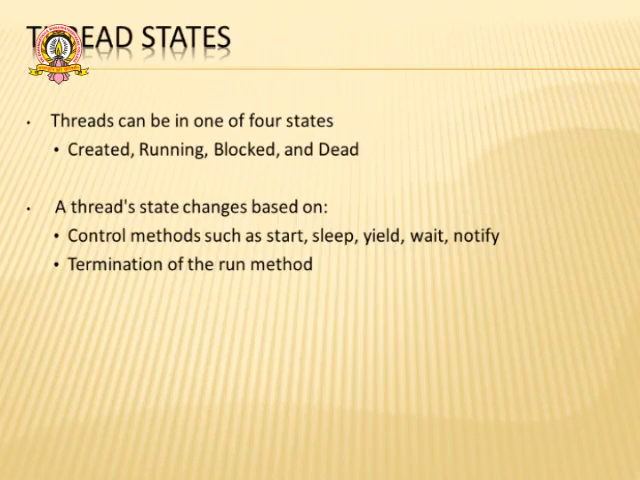 THREAD STATES
• Threads can be in one of four states
• Created, Running, Blocked, and Dead
• A thread's state changes based on:
• Control methods such as start, sleep, yield, wait, notify
• Termination of the run method